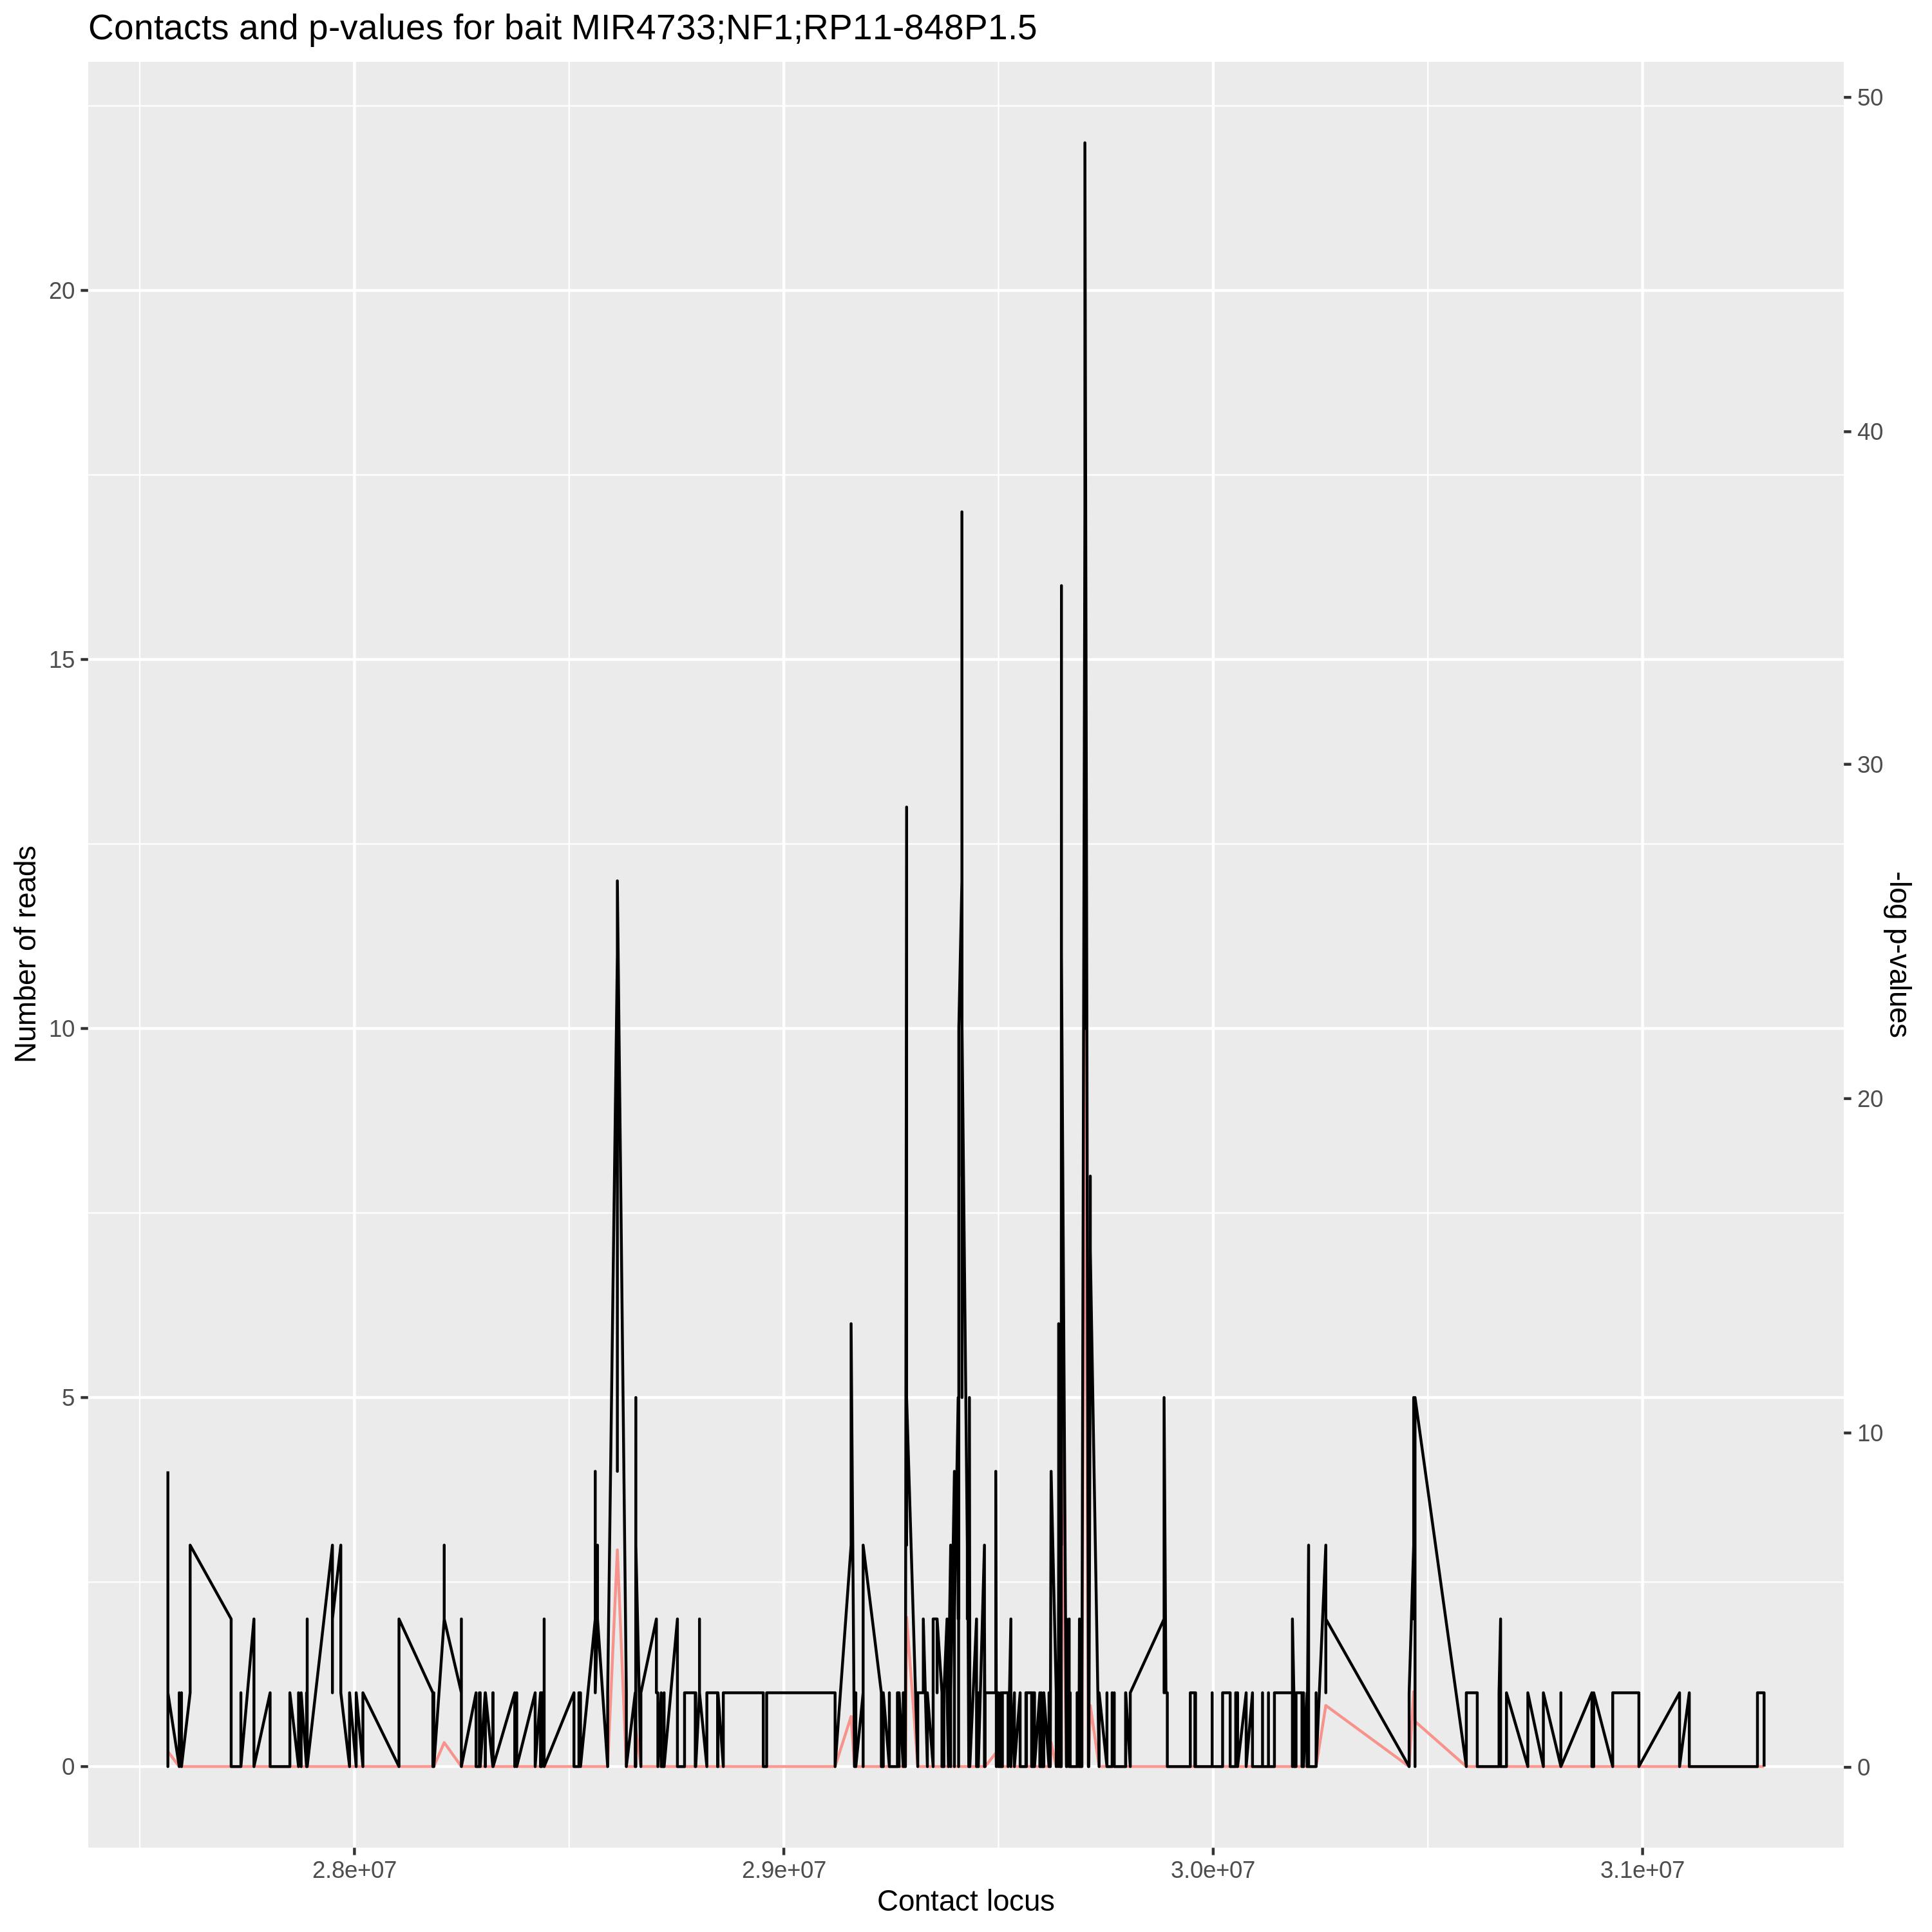 Contacts and p-values for bait MIR4733;NF1;RP11-848P1.5
Number of reads
20
15
10
5
0
50
40
30
20
10
0
-log p-values
2.8e+07
2.9e+07
3.0e+07
3.1e+07
Contact locus